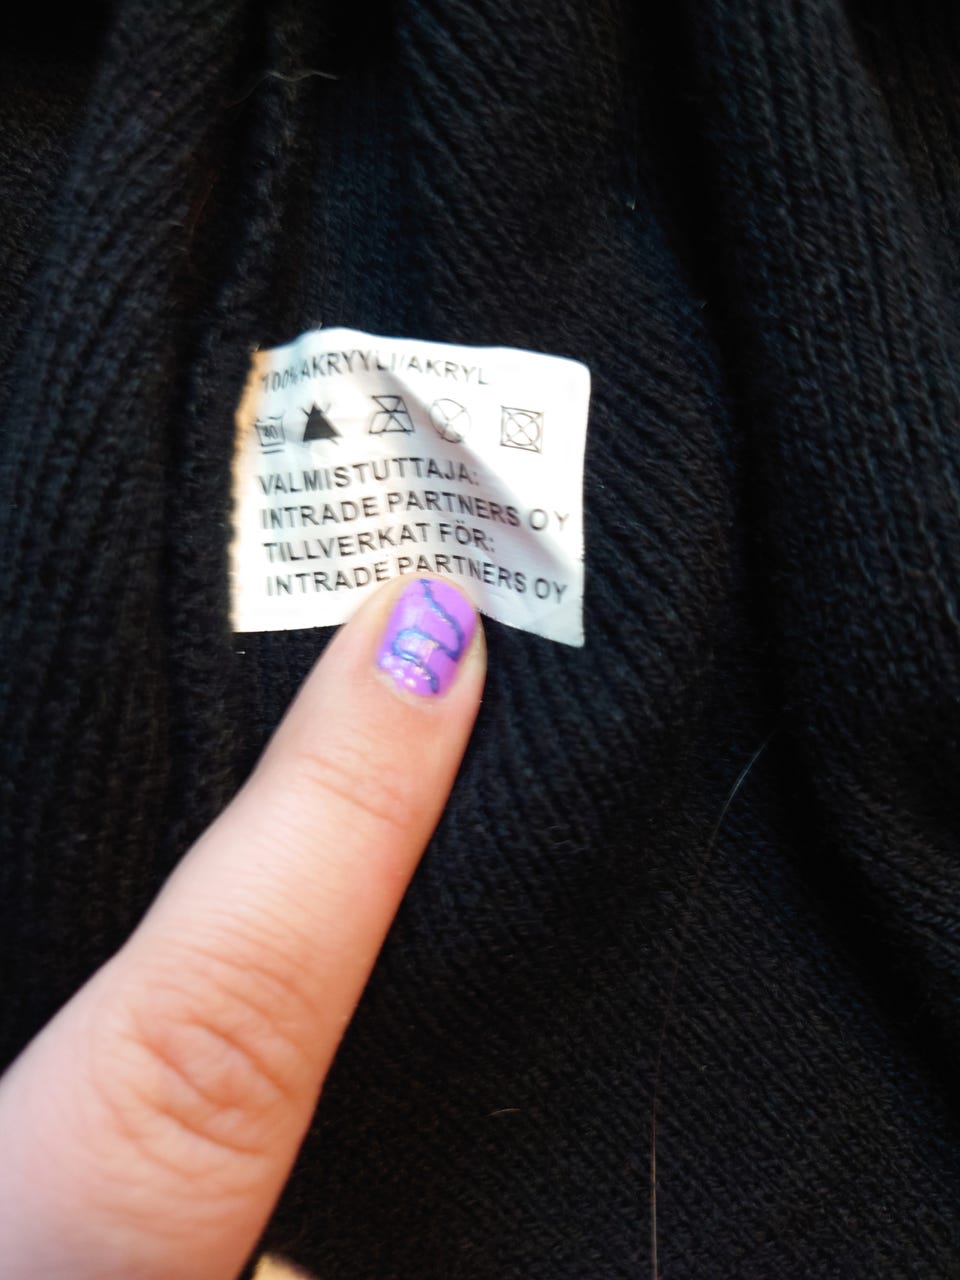 100% AKRYYLI/AKRYL
VALMISTUTTAJA:
INTRADE PARTNERS OY
TILLVERKAT FÖR:
INTRADE PARTNERS OY